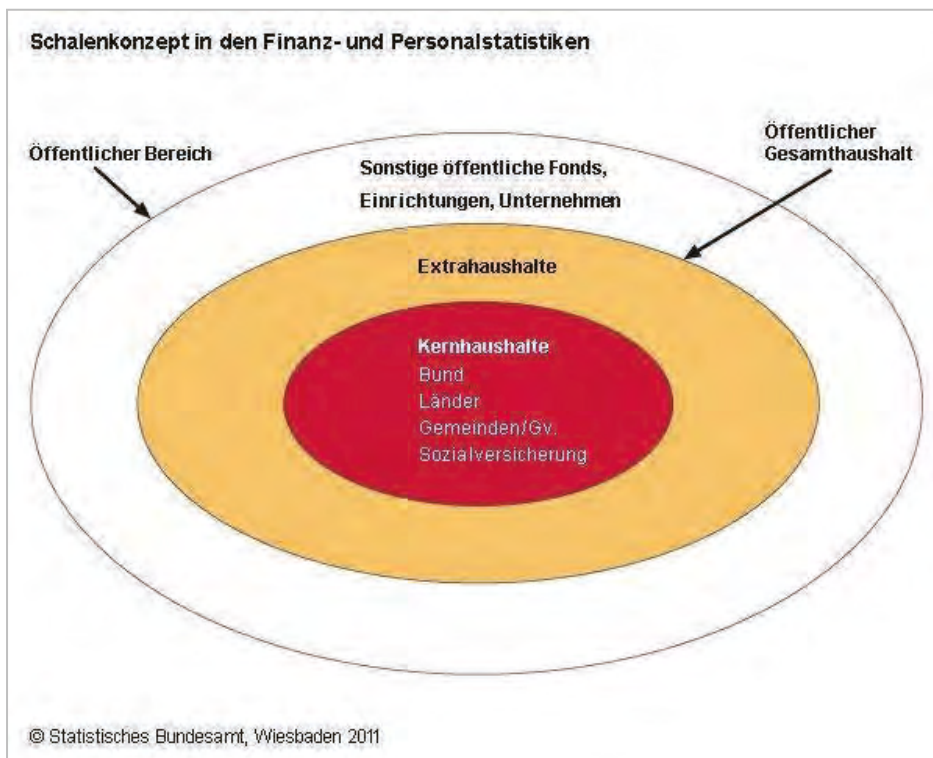 Schalenkonzept in den Finanz- und Personalstatistiken
Öffentlicher Bereich
Öffentlicher
Gesamthaushalt
Sonstige öffentliche Fonds,
Einrichtungen, Unternehmen
Extrahaushalte
Kernhaushalte
Bund
Länder
Gemeinden/Gv.
Sozialversicherung
© Statistisches Bundesamt, Wiesbaden 2011